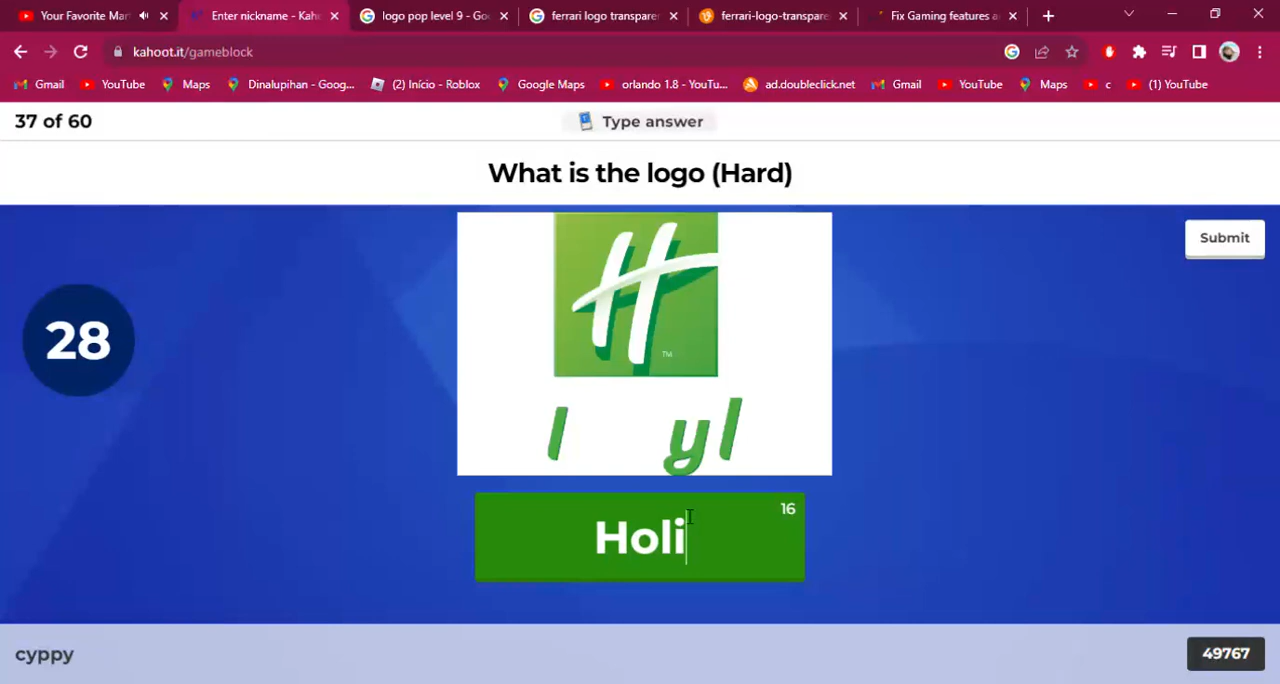 Your Favorite Mar
Enter nickname - Kah
logo pop level 9 - Go
ferrari logo transpare
ferrari-logo-transpare
Fix Gaming features a
kahoot.it/gameblock
Gmail
YouTube
Maps
Dinalupihan - Goog...
(2) Início - Roblox
Google Maps
orlando 1.8 - YouTu...
ad.doubleclick.net
Gmail
YouTube
Maps
c
(1) YouTube
37 of 60
Type answer
What is the logo (Hard)
Submit
H
TM
l yl
28
16
Holi
cyppy
49767